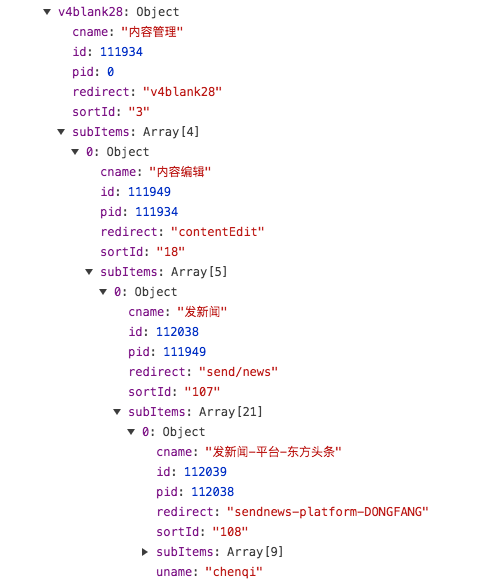 v4blank28: Object
cname: "内容管理"
id: 111934
pid: 0
redirect: "v4blank28"
sortId: "3"
subItems: Array[4]
0: Object
cname: "内容编辑"
id: 111949
pid: 111934
redirect: "contentEdit"
sortId: "18"
subItems: Array[5]
0: Object
cname: "发新闻"
id: 112038
pid: 111949
redirect: "send/news"
sortId: "107"
subItems: Array[21]
0: Object
cname: "发新闻-平台-东方头条"
id: 112039
pid: 112038
redirect: "sendnews-platform-DONGFANG"
sortId: "108"
subItems: Array[9]
uname: "chenqi"